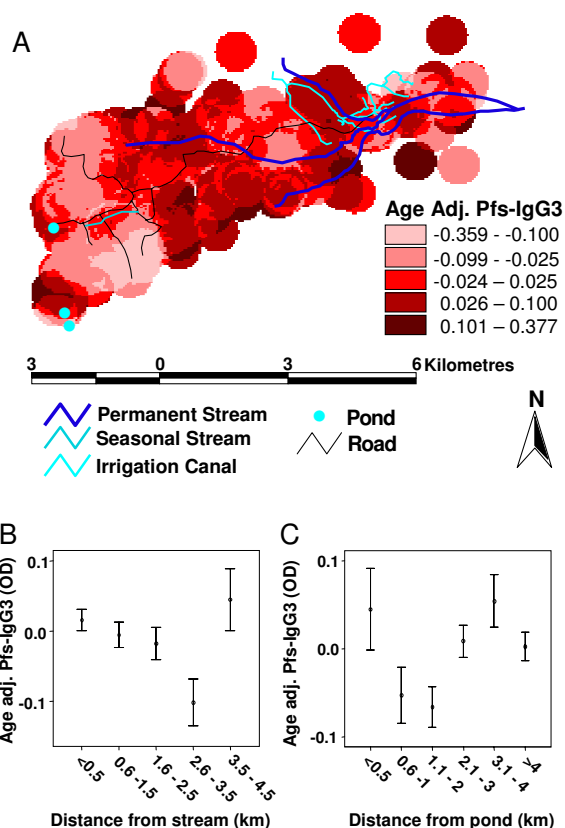 A
Age Adj. Pfs-IgG3
-0.359 - -0.100
-0.099 - -0.025
-0.024 – 0.025
0.026 – 0.100
0.101 – 0.377
3 0 3 6 Kilometres
Permanent Stream
Seasonal Stream
Irrigation Canal
Pond
Road
N
B
Age adj. Pfs-IgG3 (OD)
0.1
0.0
-0.1
<0.5
0.6 -1.5
1.6 - 2.5
2.6 - 3.5
3.5 - 4.5
Distance from stream (km)
C
Age adj. Pfs-IgG3 (OD)
0.1
0.0
-0.1
<0.5
0.6 -1
1.1 - 2
2.1 - 3
3.1 - 4
>4
Distance from pond (km)